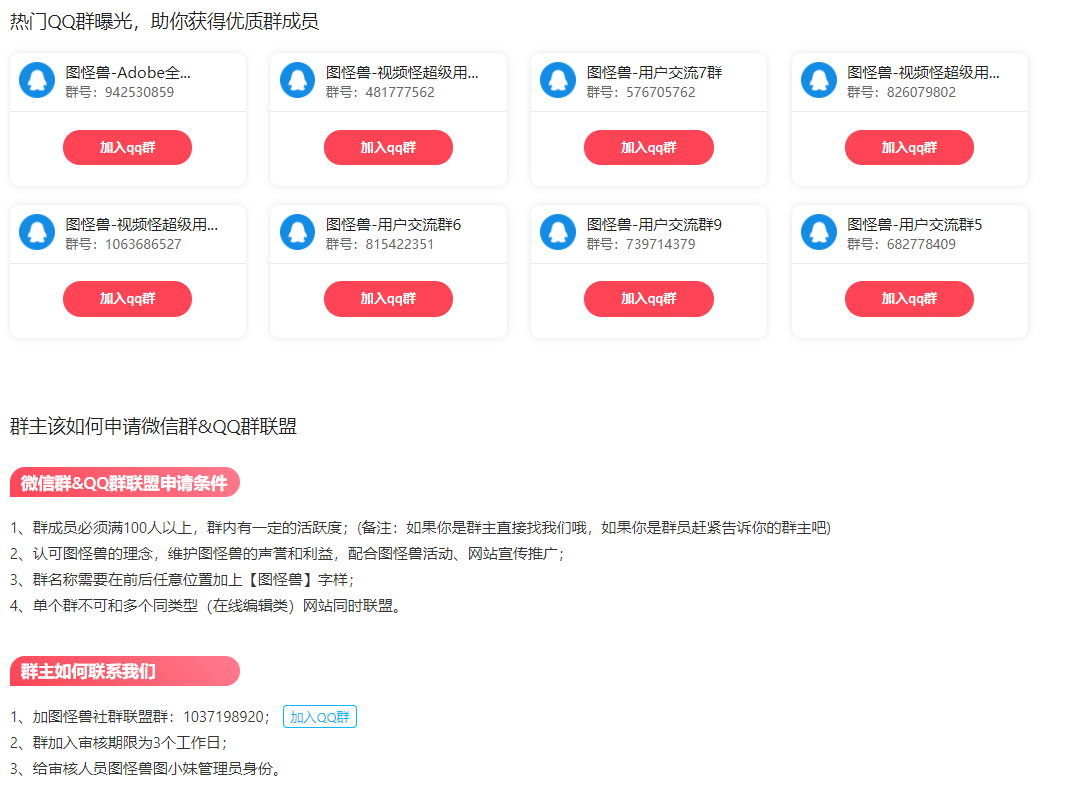 热门QQ群曝光，助你获得优质群成员
图怪兽-Adobe全...
群号：942530859
加入qq群
图怪兽-视频怪超级用...
群号：481777562
加入qq群
图怪兽-用户交流7群
群号：576705762
加入qq群
图怪兽-视频怪超级用...
群号：826079802
加入qq群
图怪兽-视频怪超级用...
群号：1063686527
加入qq群
图怪兽-用户交流群6
群号：815422351
加入qq群
图怪兽-用户交流群9
群号：739714379
加入qq群
图怪兽-用户交流群5
群号：682778409
加入qq群
群主该如何申请微信群&QQ群联盟
微信群&QQ群联盟申请条件
1、群成员必须满100人以上，群内有一定的活跃度；(备注：如果你是群主直接找我们哦，如果你是群员赶紧告诉你的群主吧)
2、认可图怪兽的理念，维护图怪兽的声誉和利益，配合图怪兽活动、网站宣传推广；
3、群名称需要在前后任意位置加上【图怪兽】字样；
4、单个群不可和多个同类型（在线编辑类）网站同时联盟。
群主如何联系我们
1、加图怪兽社群联盟群：1037198920； 加入QQ群
2、群加入审核期限为3个工作日；
3、给审核人员图怪兽图小妹管理员身份。